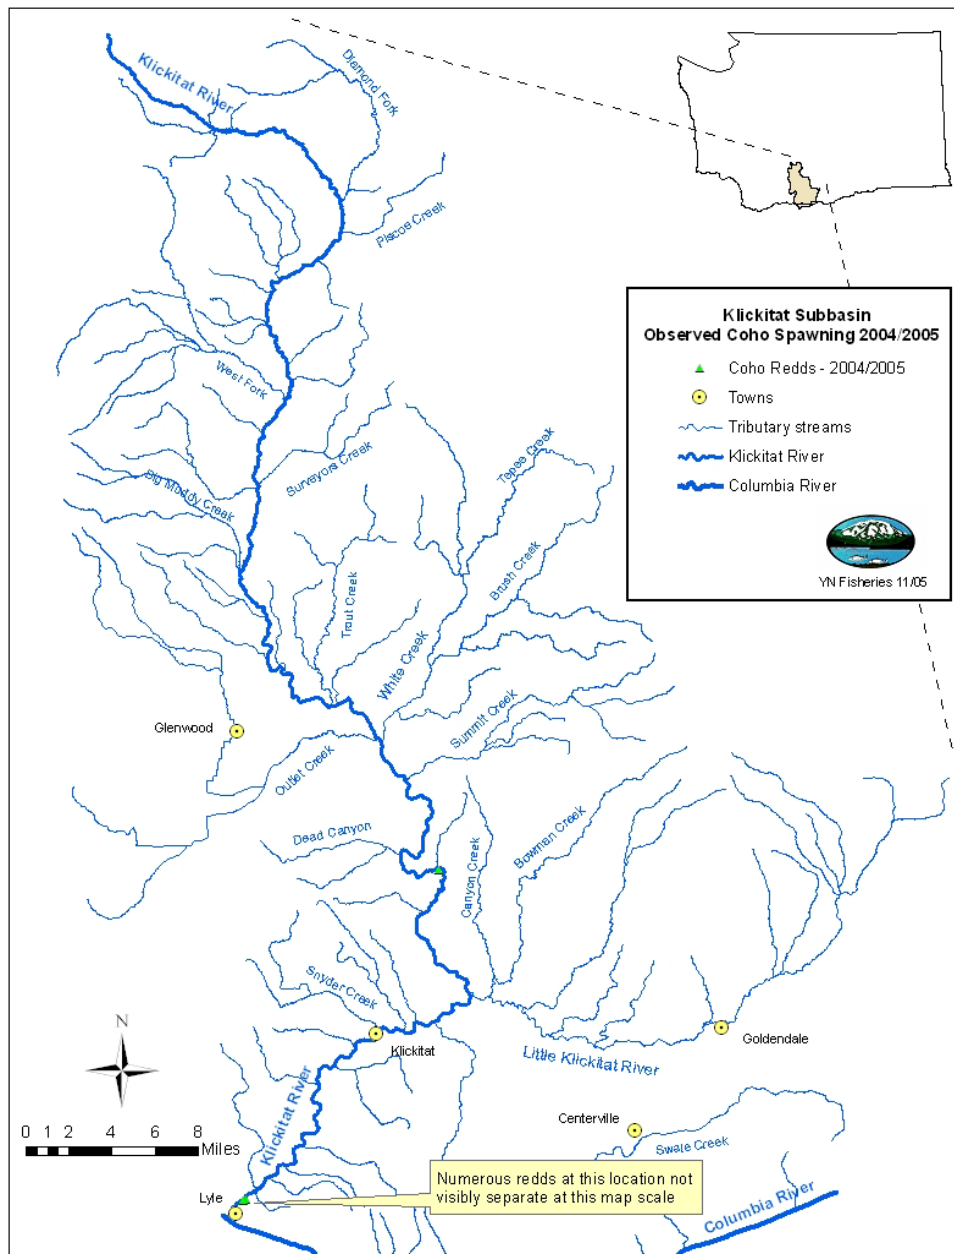 Klickitat River
Diamond Fork
Piscoe Creek
Klickitat Subbasin
Observed Coho Spawning 2004/2005
Coho Redds - 2004/2005
Towns
Tributary streams
Klickitat River
Columbia River
YN Fisheries 11/05
West Fork
Surveyors Creek
Big Muddy Creek
Tepee Creek
Brush Creek
Trout Creek
White Creek
Summit Creek
Glenwood
Outlet Creek
Dead Canyon
Canyon Creek
Bowman Creek
Snyder Creek
N
Klickitat
Goldendale
Little Klickitat River
Klickitat River
Centerville
Swale Creek
0 1 2 4 6 8
Miles
Numerous redds at this location not
visibly separate at this map scale
Lyle
Columbia River